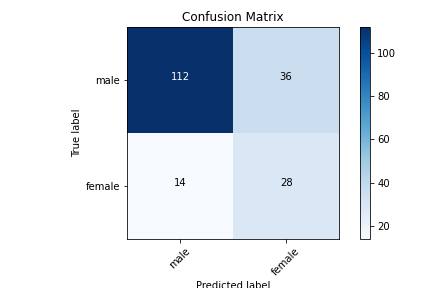 Confusion Matrix
True label
male
112
36
100
80
60
female
14
28
40
20
male
female
Predicted label